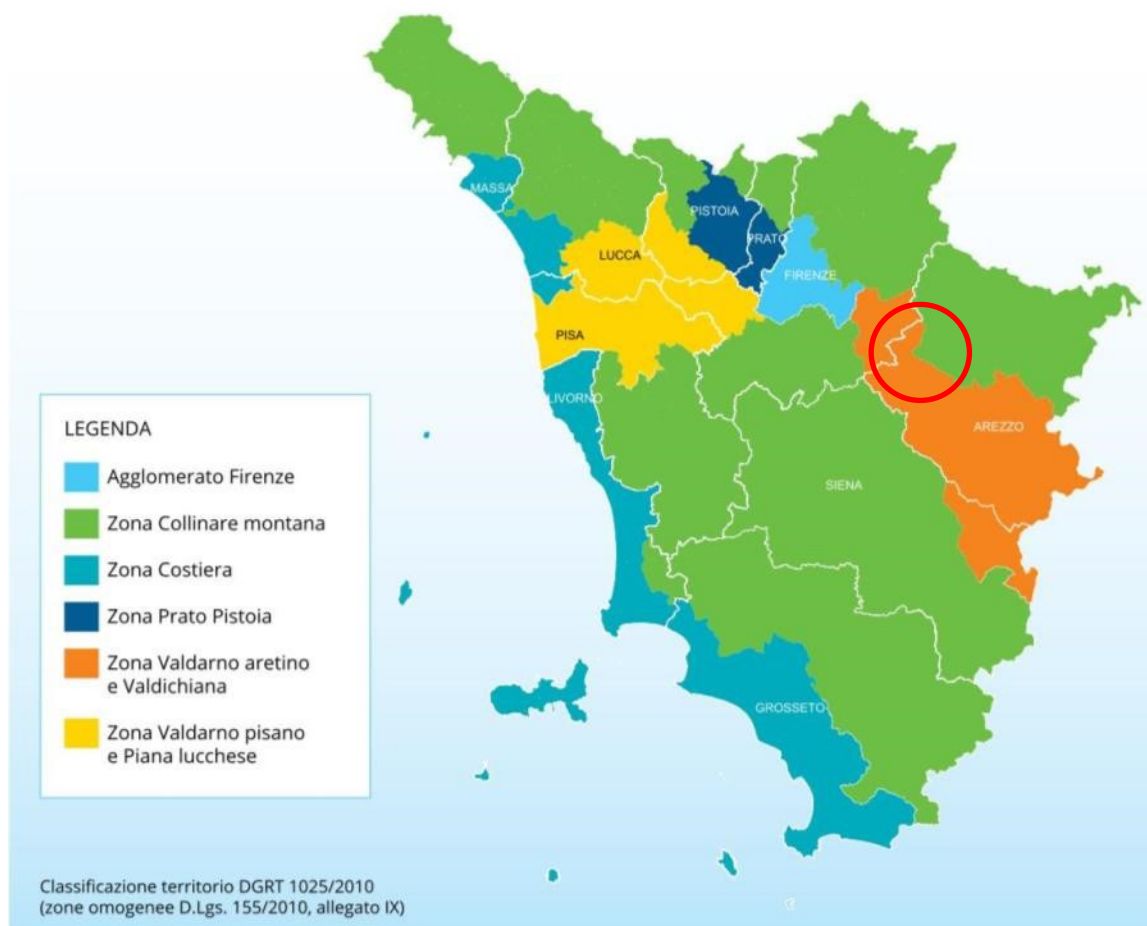 MASSA
PISTOIA
PRATO
LUCCA
FIRENZE
PISA
LIVORNO
AREZZO
SIENA
GROSSETO
LEGENDA
Agglomerato Firenze
Zona Collinare montana
Zona Costiera
Zona Prato Pistoia
Zona Valdarno aretino
e Valdichiana
Zona Valdarno pisano
e Piana lucchese
Classificazione territorio DGRT 1025/2010
(zone omogenee D.Lgs. 155/2010, allegato IX)